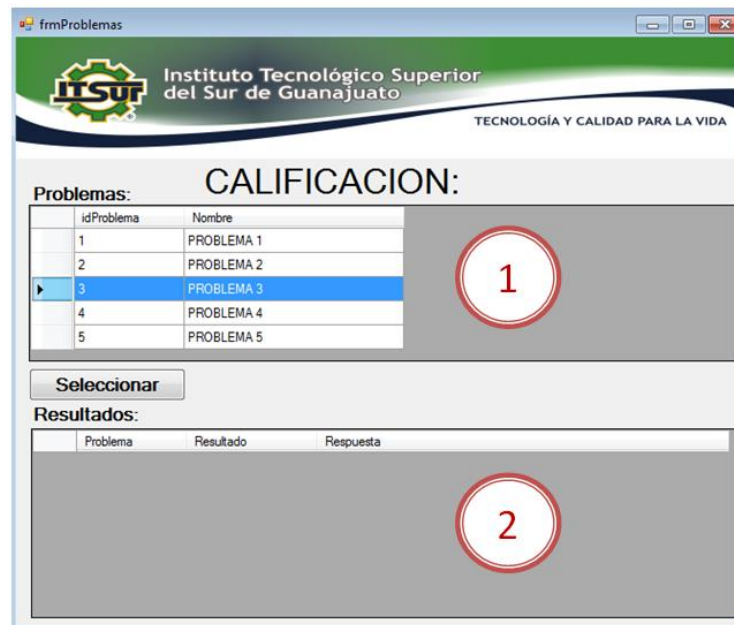 frmProblemas
ITSUr
Instituto Tecnológico Superior
del Sur de Guanajuato
TECNOLOGÍA Y CALIDAD PARA LA VIDA
CALIFICACION:
Problemas:
idProblema Nombre
1 PROBLEMA 1
2 PROBLEMA 2
3 PROBLEMA 3
4 PROBLEMA 4
5 PROBLEMA 5
1
Seleccionar
Resultados:
Problema Resultado Respuesta
2